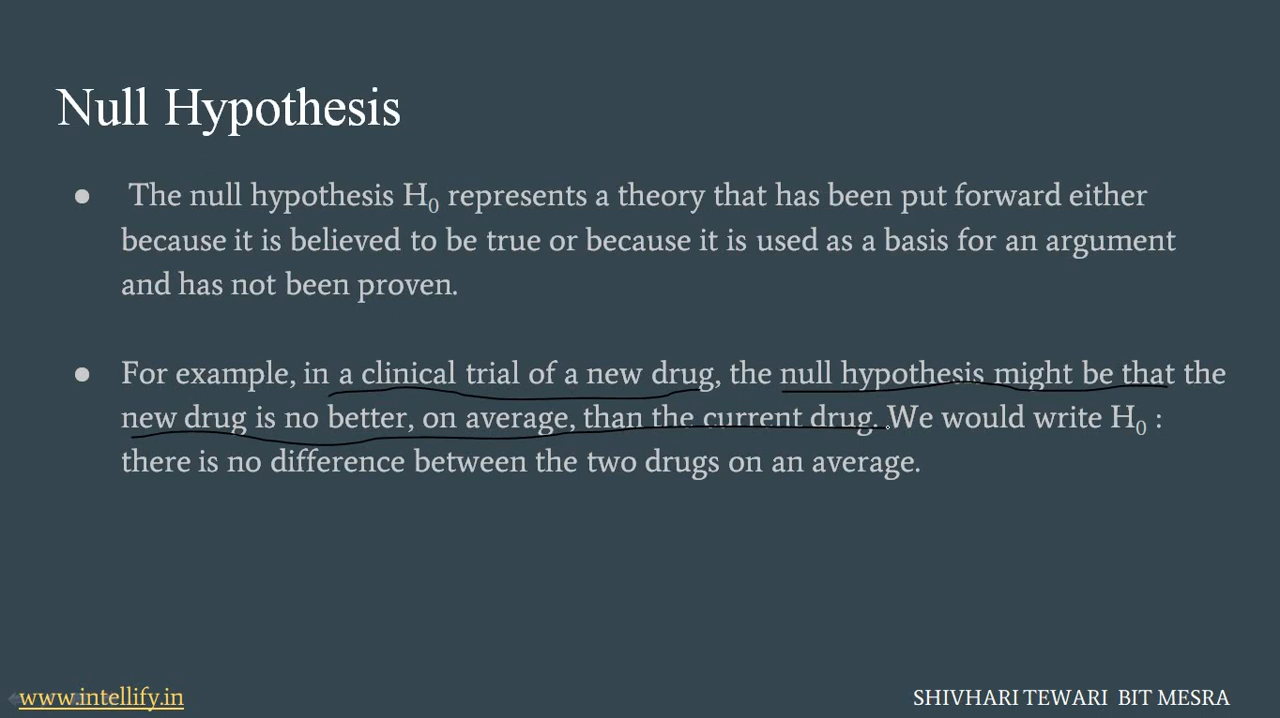 Null Hypothesis
● The null hypothesis H₀ represents a theory that has been put forward either
because it is believed to be true or because it is used as a basis for an argument
and has not been proven.
● For example, in a clinical trial of a new drug, the null hypothesis might be that the
new drug is no better, on average, than the current drug. We would write H₀ :
there is no difference between the two drugs on an average.
www.intellify.in
SHIVHARI TEWARI BIT MESRA